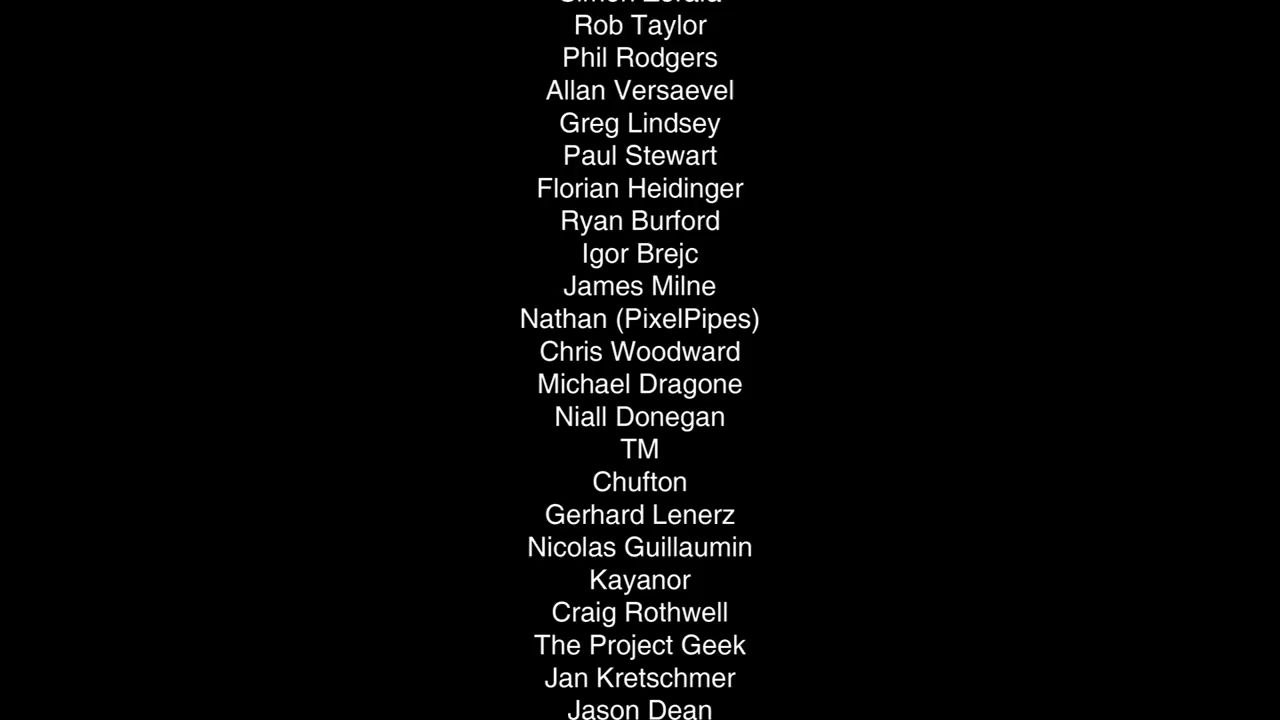 Rob Taylor
Phil Rodgers
Allan Versaevel
Greg Lindsey
Paul Stewart
Florian Heidinger
Ryan Burford
Igor Brejc
James Milne
Nathan (PixelPipes)
Chris Woodward
Michael Dragone
Niall Donegan
TM
Chufton
Gerhard Lenerz
Nicolas Guillaumin
Kayanor
Craig Rothwell
The Project Geek
Jan Kretschmer
Jason Dean